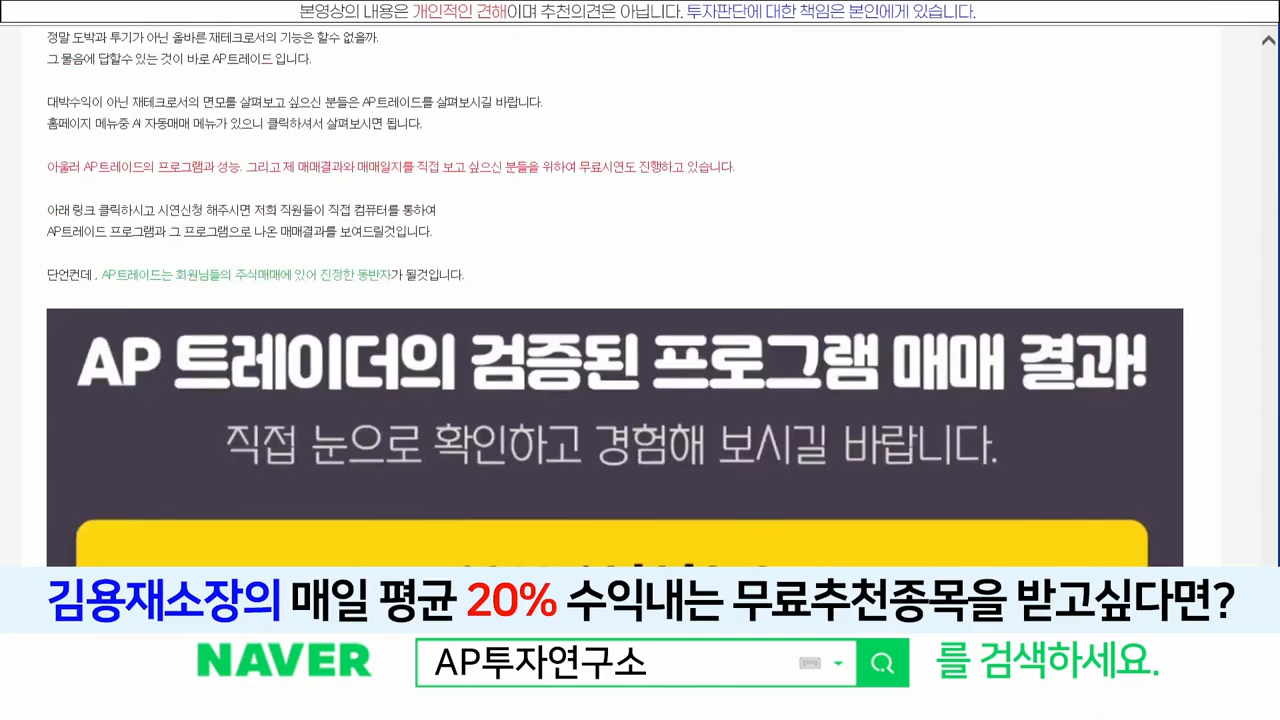 본영상의 내용은 개인적인 견해이며 추천의견은 아닙니다. 투자판단에 대한 책임은 본인에게 있습니다.
정말 도박과 투기가 아닌 올바른 재테크로서의 기능은 할수 없을까.
그 물음에 답할수 있는 것이 바로 AP트레이드 입니다.
대박수익이 아닌 재테크로서의 면모를 살펴보고 싶으신 분들은 AP트레이드를 살펴보시길 바랍니다.
홈페이지 메뉴중 AI 자동매매 메뉴가 있으니 클릭하셔서 살펴보시면 됩니다.
아울러 AP트레이드의 프로그램과 성능. 그리고 제 매매결과와 매매일지를 직접 보고 싶으신 분들을 위하여 무료시연도 진행하고 있습니다.
아래 링크 클릭하시고 시연신청 해주시면 저희 직원들이 직접 컴퓨터를 통하여
AP트레이드 프로그램과 그 프로그램으로 나온 매매결과를 보여드릴것입니다.
단언컨데 , AP트레이드는 회원님들의 주식매매에 있어 진정한 동반자가 될것입니다.
AP 트레이더의 검증된 프로그램 매매 결과!
직접 눈으로 확인하고 경험해 보시길 바랍니다.
김용재소장의 매일 평균 20% 수익내는 무료추천종목을 받고싶다면?
NAVER AP투자연구소 를 검색하세요.